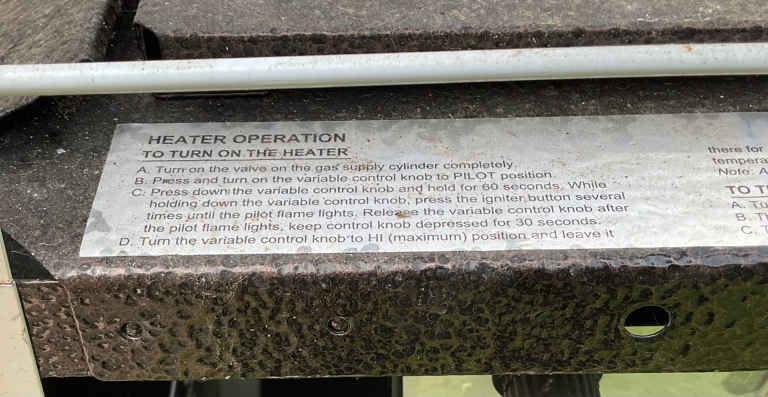 HEATER OPERATION
TO TURN ON THE HEATER
A. Turn on the valve on the gas supply cylinder completely.
B. Press and turn on the variable control knob to PILOT position.
C. Press down the variable control knob and hold for 60 seconds. While
holding down the variable control knob, press the igniter button several
times until the pilot flame lights. Release the variable control knob after
the pilot flame lights, keep control knob depressed for 30 seconds.
D. Turn the variable control knob to HI (maximum) position and leave it
there for
tempera
Note: A
TO T
A. Tu
B. T
C. T